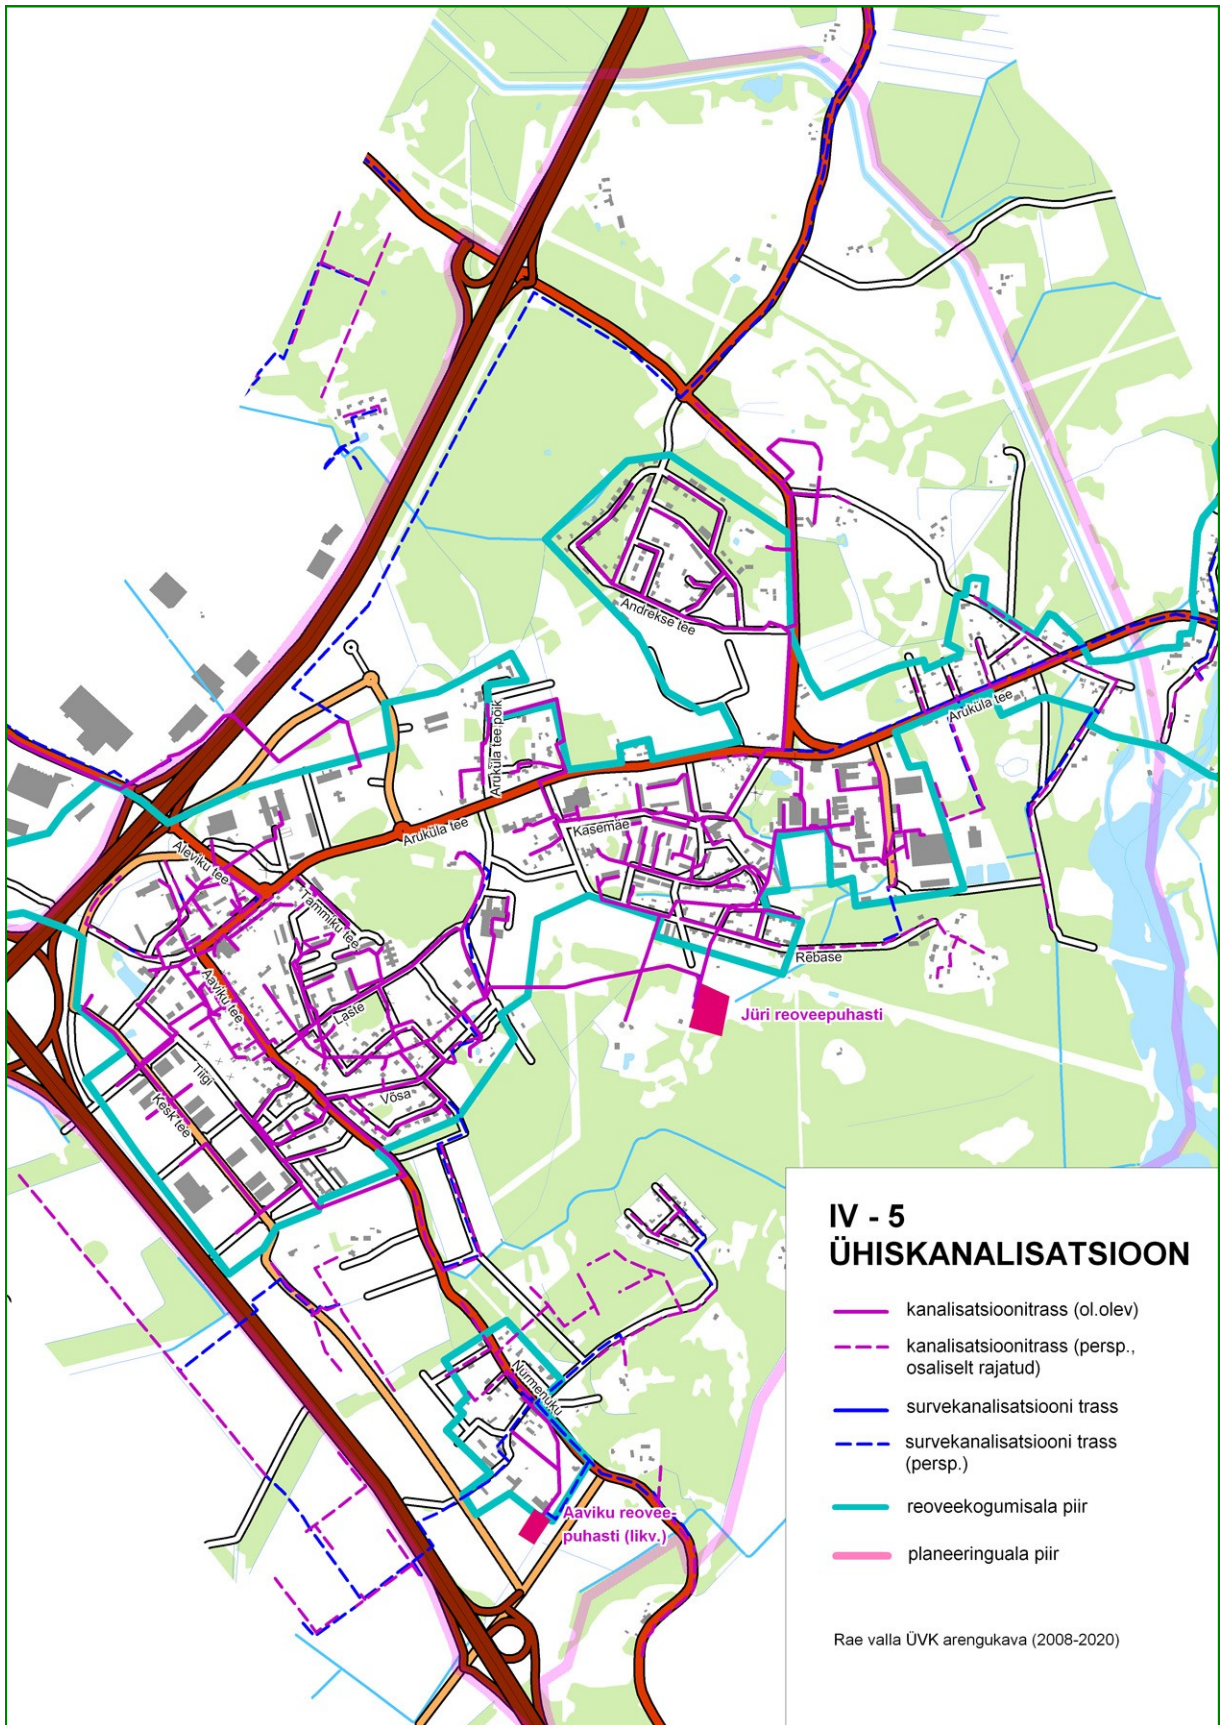 Andrekse tee
Aruküla tee põik
Aruküla tee
Aruküla tee
Kasemäe
Aleviku tee
Tammiku tee
Rebase
Aaviku tee
Laste
Jüri reoveepuhasti
Tiigi
Võsa
Kesk tee
Nurmenuku
Aaviku reovee-
puhasti (likv.)
IV - 5
ÜHISKANALISATSIOON
kanalisatsioonitrass (ol.olev)
kanalisatsioonitrass (persp.,
osaliselt rajatud)
survekanalisatsiooni trass
survekanalisatsiooni trass
(persp.)
reoveekogumisala piir
planeeringuala piir
Rae valla ÜVK arengukava (2008-2020)